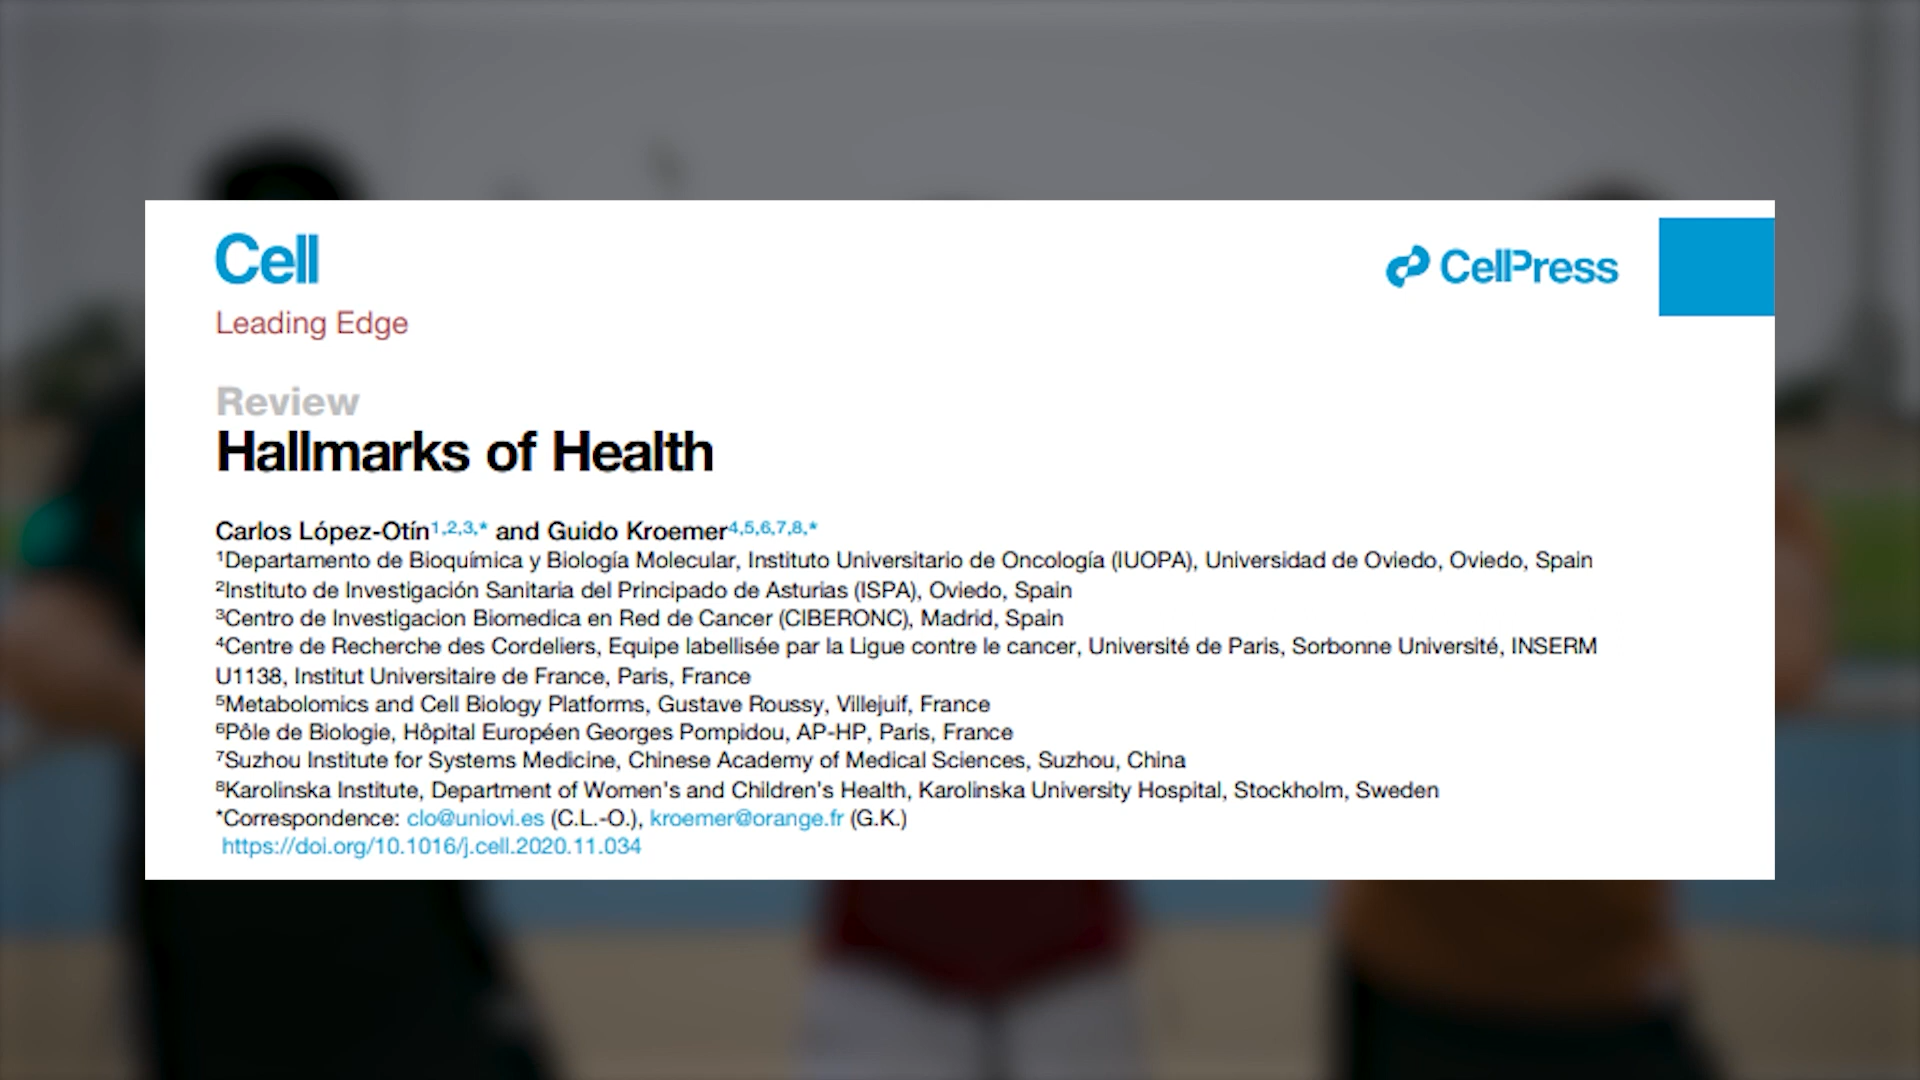 Cell
CellPress
Leading Edge
Review
Hallmarks of Health
Carlos López-Otín1,2,3,* and Guido Kroemer4,5,6,7,8,*
1Departamento de Bioquímica y Biología Molecular, Instituto Universitario de Oncología (IUOPA), Universidad de Oviedo, Oviedo, Spain
2Instituto de Investigación Sanitaria del Principado de Asturias (ISPA), Oviedo, Spain
3Centro de Investigacion Biomedica en Red de Cancer (CIBERONC), Madrid, Spain
4Centre de Recherche des Cordeliers, Equipe labellisée par la Ligue contre le cancer, Université de Paris, Sorbonne Université, INSERM
U1138, Institut Universitaire de France, Paris, France
5Metabolomics and Cell Biology Platforms, Gustave Roussy, Villejuif, France
6Pôle de Biologie, Hôpital Européen Georges Pompidou, AP-HP, Paris, France
7Suzhou Institute for Systems Medicine, Chinese Academy of Medical Sciences, Suzhou, China
8Karolinska Institute, Department of Women's and Children's Health, Karolinska University Hospital, Stockholm, Sweden
*Correspondence: clo@uniovi.es (C.L.-O.), kroemer@orange.fr (G.K.)
https://doi.org/10.1016/j.cell.2020.11.034